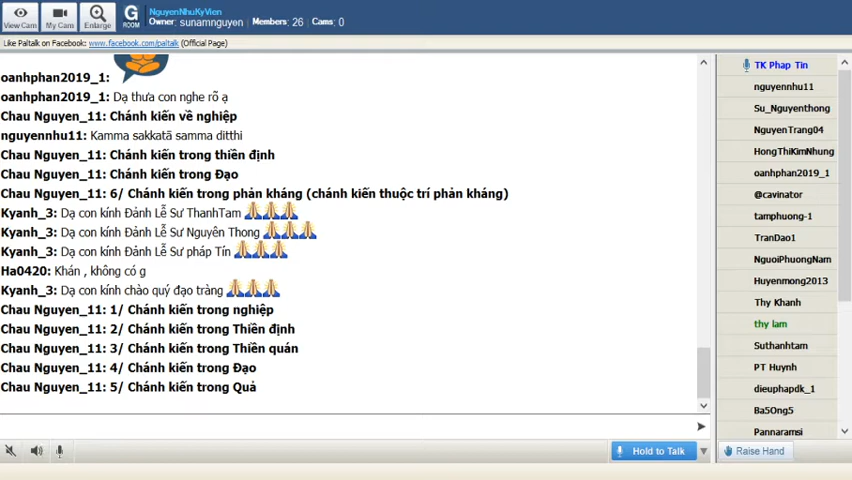 View Cam
My Cam
Enlarge
G
ROOM
NguyenNhuKyVien
Owner: sunamnguyen Members: 26 Cams: 0
Like Paltalk on Facebook: www.facebook.com/paltalk (Official Page)
oanhphan2019_1:
oanhphan2019_1: Dạ thưa con nghe rõ ạ
Chau Nguyen_11: Chánh kiến về nghiệp
nguyennhu11: Kamma sakkatā samma ditthi
Chau Nguyen_11: Chánh kiến trong thiền định
Chau Nguyen_11: Chánh kiến trong Đạo
Chau Nguyen_11: 6/ Chánh kiến trong phản kháng (chánh kiến thuộc trí phản kháng)
Kyanh_3: Dạ con kính Đảnh Lễ Sư ThanhTam
Kyanh_3: Dạ con kính Đảnh Lễ Sư Nguyên Thong
Kyanh_3: Dạ con kính Đảnh Lễ Sư pháp Tín
Ha0420: Khán , không có g
Kyanh_3: Dạ con kính chào quý đạo tràng
Chau Nguyen_11: 1/ Chánh kiến trong nghiệp
Chau Nguyen_11: 2/ Chánh kiến trong Thiền định
Chau Nguyen_11: 3/ Chánh kiến trong Thiền quán
Chau Nguyen_11: 4/ Chánh kiến trong Đạo
Chau Nguyen_11: 5/ Chánh kiến trong Quả
TK Phap Tin
nguyennhu11
Su_Nguyenthong
NguyenTrang04
HongThiKimNhung
oanhphan2019_1
@cavinator
tamphuong-1
TranDao1
NguoiPhuongNam
Huyenmong2013
Thy Khanh
thy lam
Suthanhtam
PT Huynh
dieuphapdk_1
Ba5Ong5
Pannaramsi
Hold to Talk
Raise Hand